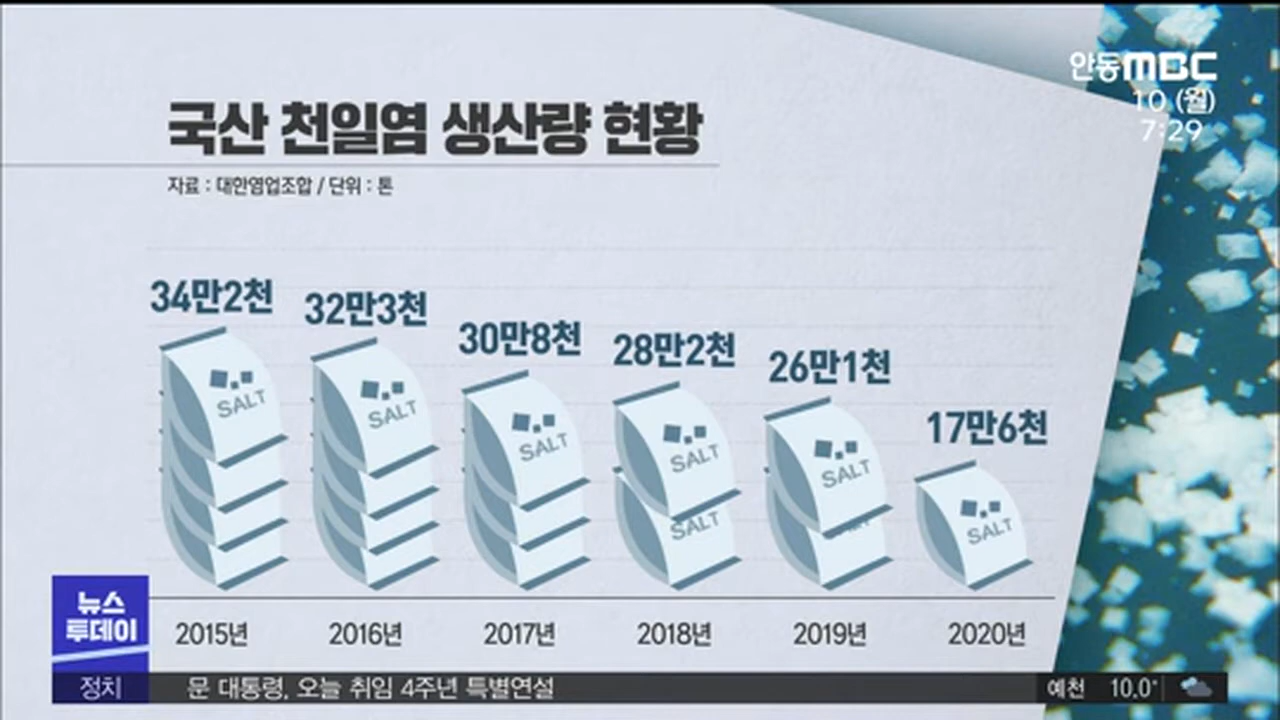 안동MBC
10 (월)
7:29
국산 천일염 생산량 현황
자료 : 대한염업조합 / 단위 : 톤
34만2천
32만3천
30만8천
28만2천
26만1천
17만6천
SALT
SALT
SALT
SALT
SALT
SALT
SALT
2015년
2016년
2017년
2018년
2019년
2020년
뉴스
투데이
정치
문 대통령, 오늘 취임 4주년 특별연설
예천 10.0°